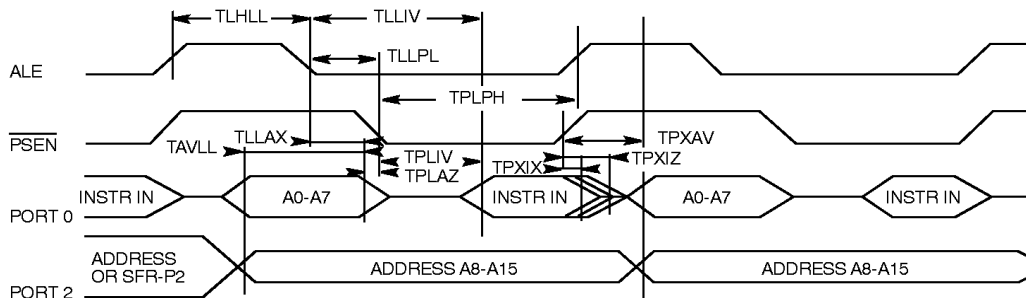 TLHLL
TLLIV
TLLPL
ALE
TPLPH
TLLAX
TPXAV
PSEN
TAVLL
TPLIV
TPXIX
TPXIZ
TPLAZ
INSTR IN
A0-A7
INSTR IN
A0-A7
INSTR IN
PORT 0
ADDRESS
OR SFR-P2
ADDRESS A8-A15
ADDRESS A8-A15
PORT 2